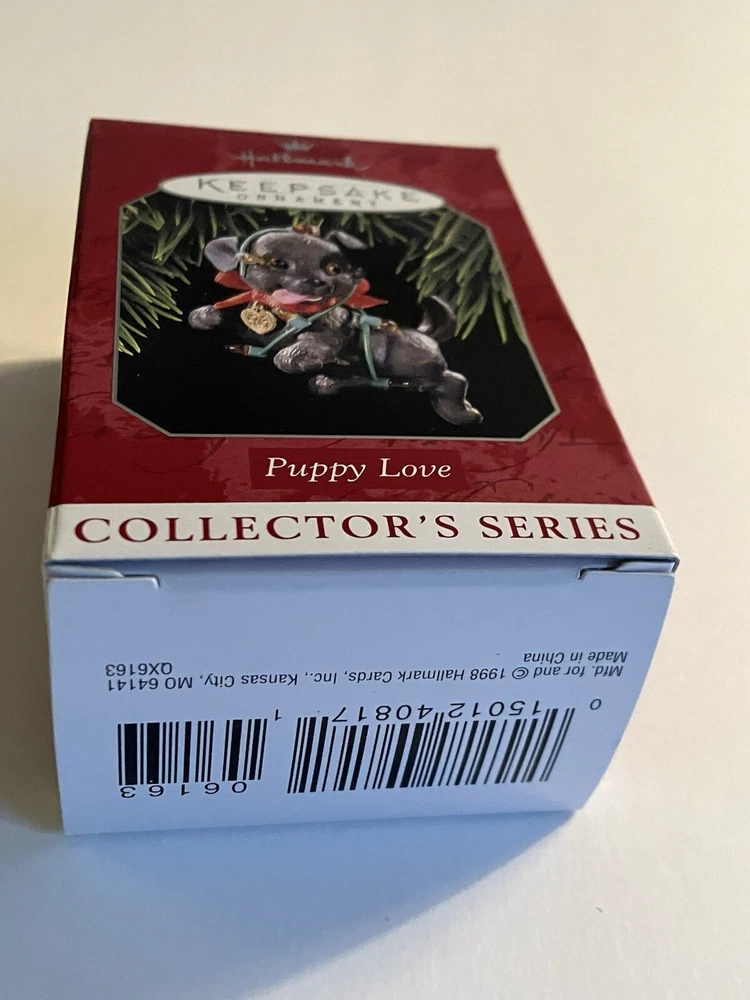 Hallmark
KEEPSAKE
ORNAMENT
Puppy Love
COLLECTOR'S SERIES
0 15012 40817 1
06163
Mfd. for and © 1998 Hallmark Cards, Inc., Kansas City, MO 64141
Made in China QX6163